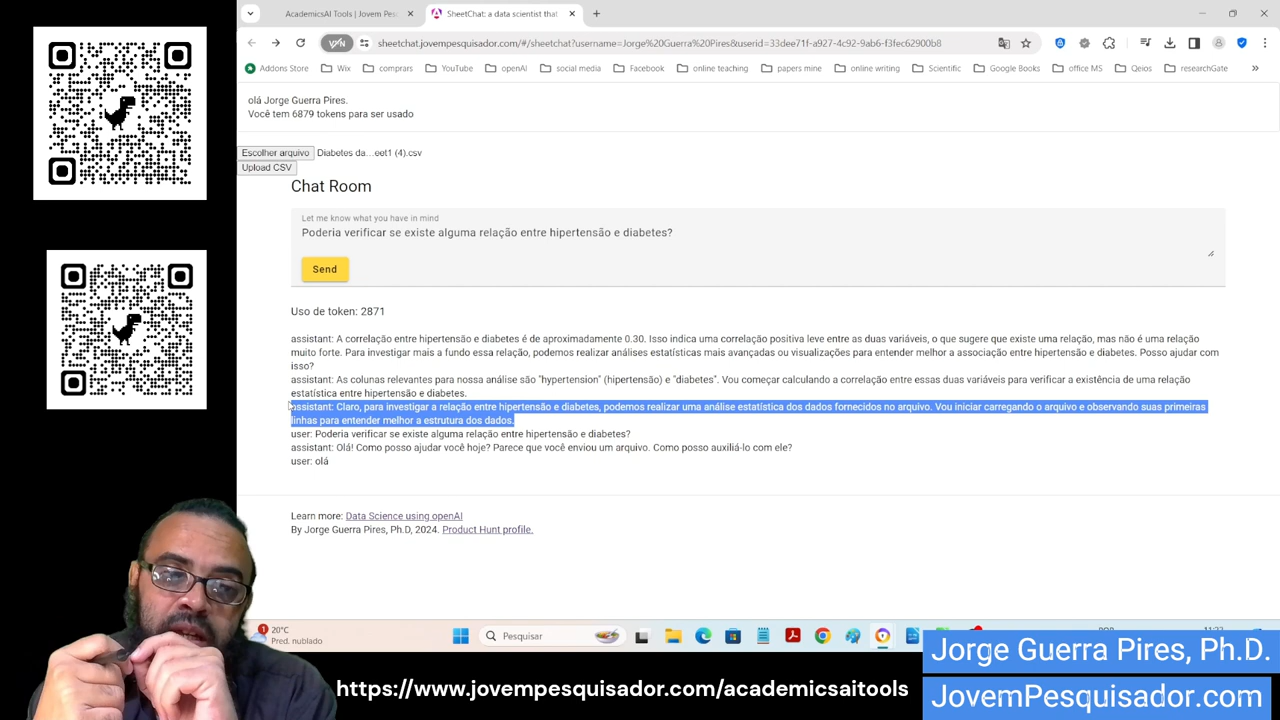 AcademicsAI Tools | Jovem Pes
SheetChat: a data scientist that
sheetchat.jovempesquisador.com/#/sheetchat?username=Jorge%20Guerra%20Pires&userid=33dee71f-a927-4fc2-9ab6-f3fec62900b8
Addons Store
Wix
comprars
YouTube
openAI
social media
Facebook
online teaching
papers mine
online writing
Scientific
Google Books
office MS
Qeios
researchGate
olá Jorge Guerra Pires.
Você tem 6879 tokens para ser usado
Escolher arquivo Diabetes da...eet1 (4).csv
Upload CSV
Chat Room
Let me know what you have in mind
Poderia verificar se existe alguma relação entre hipertensão e diabetes?
Send
Uso de token: 2871
assistant: A correlação entre hipertensão e diabetes é de aproximadamente 0.30. Isso indica uma correlação positiva leve entre as duas variáveis, o que sugere que existe uma relação, mas não é uma relação
muito forte. Para investigar mais a fundo essa relação, podemos realizar análises estatísticas mais avançadas ou visualizações para entender melhor a associação entre hipertensão e diabetes. Posso ajudar com
isso?
assistant: As colunas relevantes para nossa análise são "hypertension" (hipertensão) e "diabetes". Vou começar calculando a correlação entre essas duas variáveis para verificar a existência de uma relação
estatística entre hipertensão e diabetes.
assistant: Claro, para investigar a relação entre hipertensão e diabetes, podemos realizar uma análise estatística dos dados fornecidos no arquivo. Vou iniciar carregando o arquivo e observando suas primeiras
linhas para entender melhor a estrutura dos dados.
user: Poderia verificar se existe alguma relação entre hipertensão e diabetes?
assistant: Olá! Como posso ajudar você hoje? Parece que você enviou um arquivo. Como posso auxiliá-lo com ele?
user: olá
Learn more: Data Science using openAI
By Jorge Guerra Pires, Ph.D, 2024. Product Hunt profile.
1
20°C
Pred. nublado
Pesquisar
Jorge Guerra Pires, Ph.D.
https://www.jovempesquisador.com/academicsaitools
JovemPesquisador.com